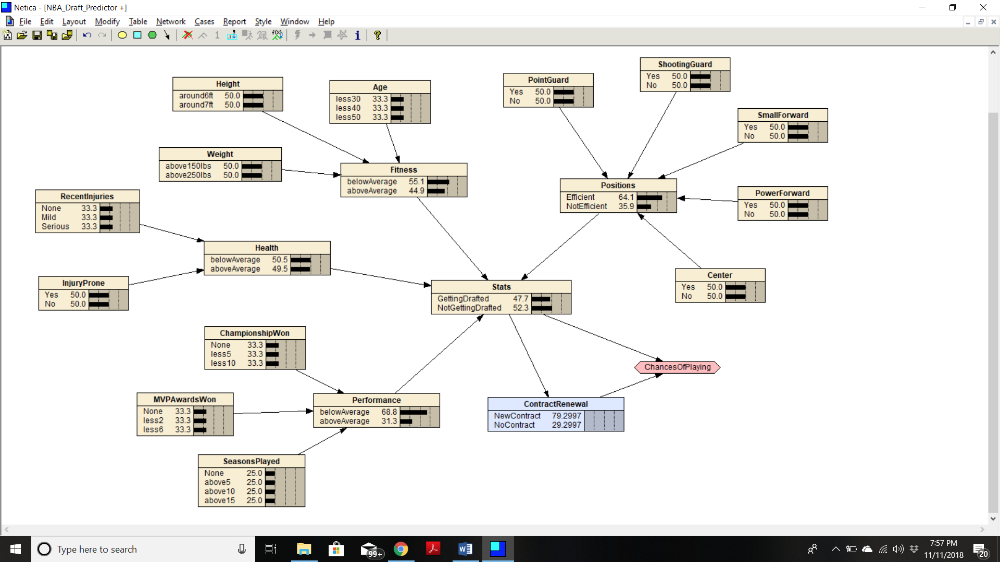 Netica - [NBA_Draft_Predictor +]
File Edit Layout Modify Table Network Cases Report Style Window Help
1 f(x) i ?
ShootingGuard
Yes 50.0
No 50.0
PointGuard
Yes 50.0
No 50.0
Height
around6ft 50.0
around7ft 50.0
Age
less30 33.3
less40 33.3
less50 33.3
SmallForward
Yes 50.0
No 50.0
Weight
above150lbs 50.0
above250lbs 50.0
Fitness
belowAverage 55.1
aboveAverage 44.9
Positions
Efficient 64.1
NotEfficient 35.9
PowerForward
Yes 50.0
No 50.0
RecentInjuries
None 33.3
Mild 33.3
Serious 33.3
Health
belowAverage 50.5
aboveAverage 49.5
InjuryProne
Yes 50.0
No 50.0
Stats
GettingDrafted 47.7
NotGettingDrafted 52.3
Center
Yes 50.0
No 50.0
ChampionshipWon
None 33.3
less5 33.3
less10 33.3
ChancesOfPlaying
MVPAwardsWon
None 33.3
less2 33.3
less6 33.3
Performance
belowAverage 68.8
aboveAverage 31.3
ContractRenewal
NewContract 79.2997
NoContract 29.2997
SeasonsPlayed
None 25.0
above5 25.0
above10 25.0
above15 25.0
Type here to search
99+
7:57 PM
11/11/2018
20